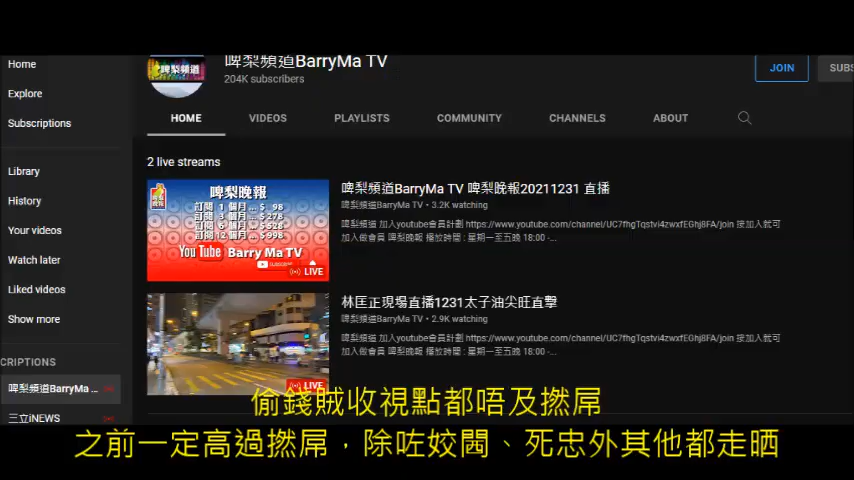 Home
Explore
Subscriptions
Library
History
Your videos
Watch later
Liked videos
Show more
CRIPTIONS
啤梨頻道BarryMa ...
三立iNEWS
啤梨頻道
啤梨頻道BarryMa TV
204K subscribers
JOIN
SUBS
HOME
VIDEOS
PLAYLISTS
COMMUNITY
CHANNELS
ABOUT
2 live streams
啤梨晚報
啤梨晚報
訂閱 1 個月...$ 98
訂閱 3 個月...$278
訂閱 6 個月...$528
訂閱12個月...$998
YouTube Barry Ma TV
SUBSCRIBE
LIVE
啤梨頻道BarryMa TV 啤梨晚報20211231 直播
啤梨頻道BarryMa TV • 3.2K watching
啤梨頻道 加入youtube會員計劃 https://www.youtube.com/channel/UC7fhgTqstvi4zwxfEGhj8FA/join 按加入就可
加入做會員 啤梨晚報 播放時間 : 星期一至五晚 18:00 -...
LIVE
林匡正現場直播1231太子油尖旺直擊
啤梨頻道BarryMa TV • 2.9K watching
啤梨頻道 加入youtube會員計劃 https://www.youtube.com/channel/UC7fhgTqstvi4zwxfEGhj8FA/join 按加入就可
加入做會員 啤梨晚報 播放時間 : 星期一至五晚 18:00 -...
偷錢賊收視點都唔及撚屌
之前一定高過撚屌，除咗姣閪、死忠外其他都走晒